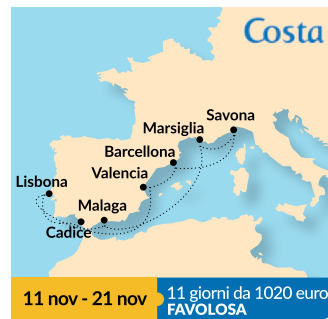 Costa
Savona
Marsiglia
Barcellona
Valencia
Lisbona
Malaga
Cadice
11 nov - 21 nov
11 giorni da 1020 euro
FAVOLOSA